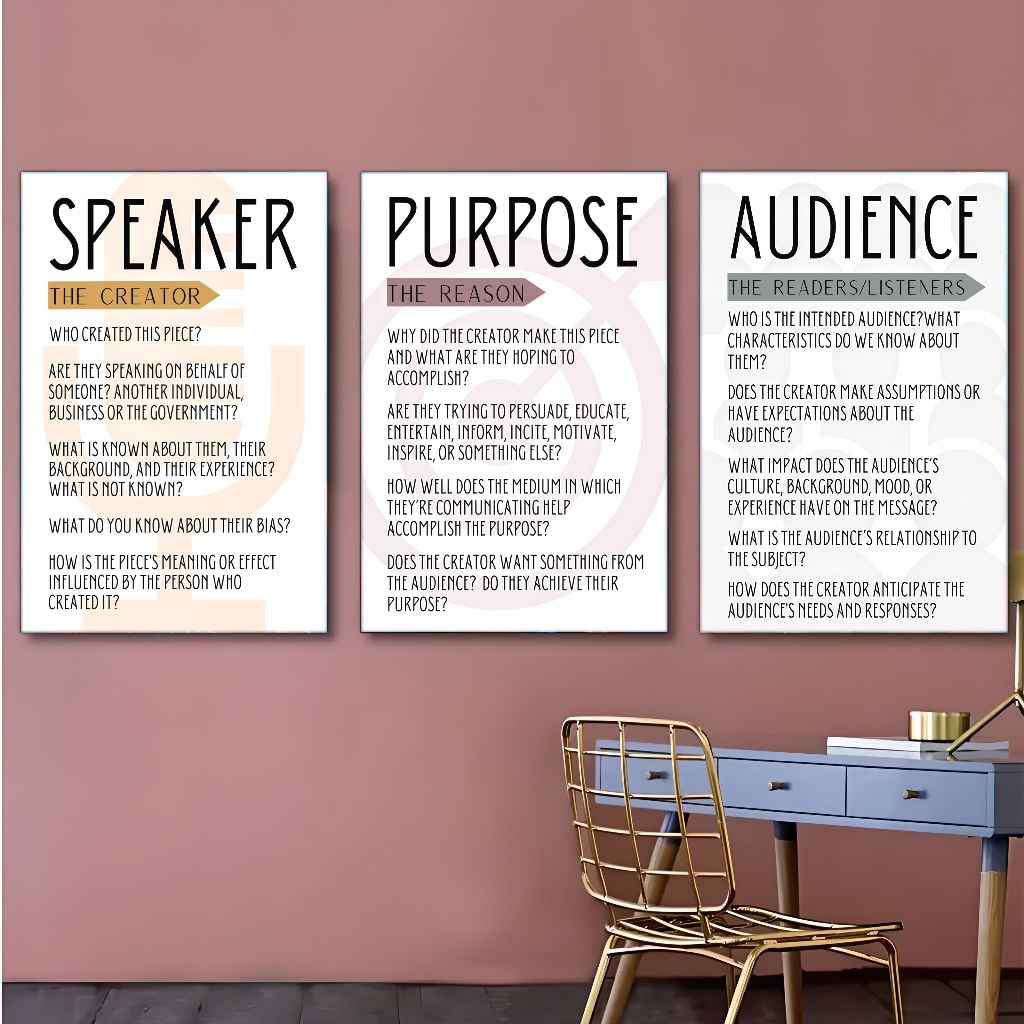 SPEAKER
THE CREATOR
WHO CREATED THIS PIECE?
ARE THEY SPEAKING ON BEHALF OF
SOMEONE? ANOTHER INDIVIDUAL,
BUSINESS OR THE GOVERNMENT?
WHAT IS KNOWN ABOUT THEM, THEIR
BACKGROUND, AND THEIR EXPERIENCE?
WHAT IS NOT KNOWN?
WHAT DO YOU KNOW ABOUT THEIR BIAS?
HOW IS THE PIECE'S MEANING OR EFFECT
INFLUENCED BY THE PERSON WHO
CREATED IT?
PURPOSE
THE REASON
WHY DID THE CREATOR MAKE THIS PIECE
AND WHAT ARE THEY HOPING TO
ACCOMPLISH?
ARE THEY TRYING TO PERSUADE, EDUCATE,
ENTERTAIN, INFORM, INCITE, MOTIVATE,
INSPIRE, OR SOMETHING ELSE?
HOW WELL DOES THE MEDIUM IN WHICH
THEY'RE COMMUNICATING HELP
ACCOMPLISH THE PURPOSE?
DOES THE CREATOR WANT SOMETHING FROM
THE AUDIENCE? DO THEY ACHIEVE THEIR
PURPOSE?
AUDIENCE
THE READERS/LISTENERS
WHO IS THE INTENDED AUDIENCE?WHAT
CHARACTERISTICS DO WE KNOW ABOUT
THEM?
DOES THE CREATOR MAKE ASSUMPTIONS OR
HAVE EXPECTATIONS ABOUT THE
AUDIENCE?
WHAT IMPACT DOES THE AUDIENCE'S
CULTURE, BACKGROUND, MOOD, OR
EXPERIENCE HAVE ON THE MESSAGE?
WHAT IS THE AUDIENCE'S RELATIONSHIP TO
THE SUBJECT?
HOW DOES THE CREATOR ANTICIPATE THE
AUDIENCE'S NEEDS AND RESPONSES?